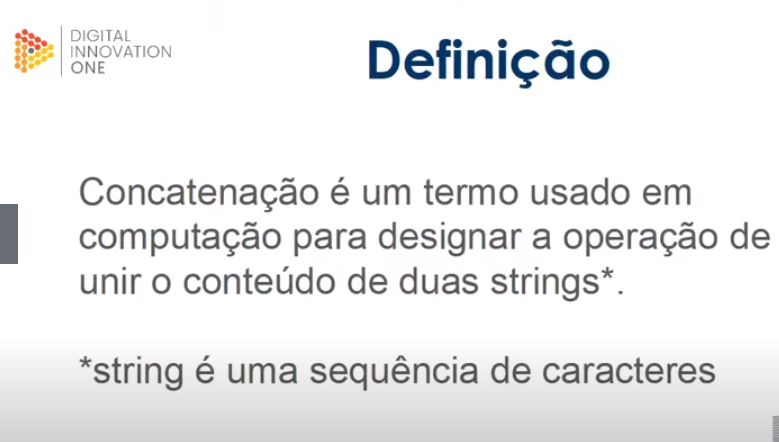 DIGITAL
INNOVATION
ONE
Definição
Concatenação é um termo usado em
computação para designar a operação de
unir o conteúdo de duas strings*.
*string é uma sequência de caracteres